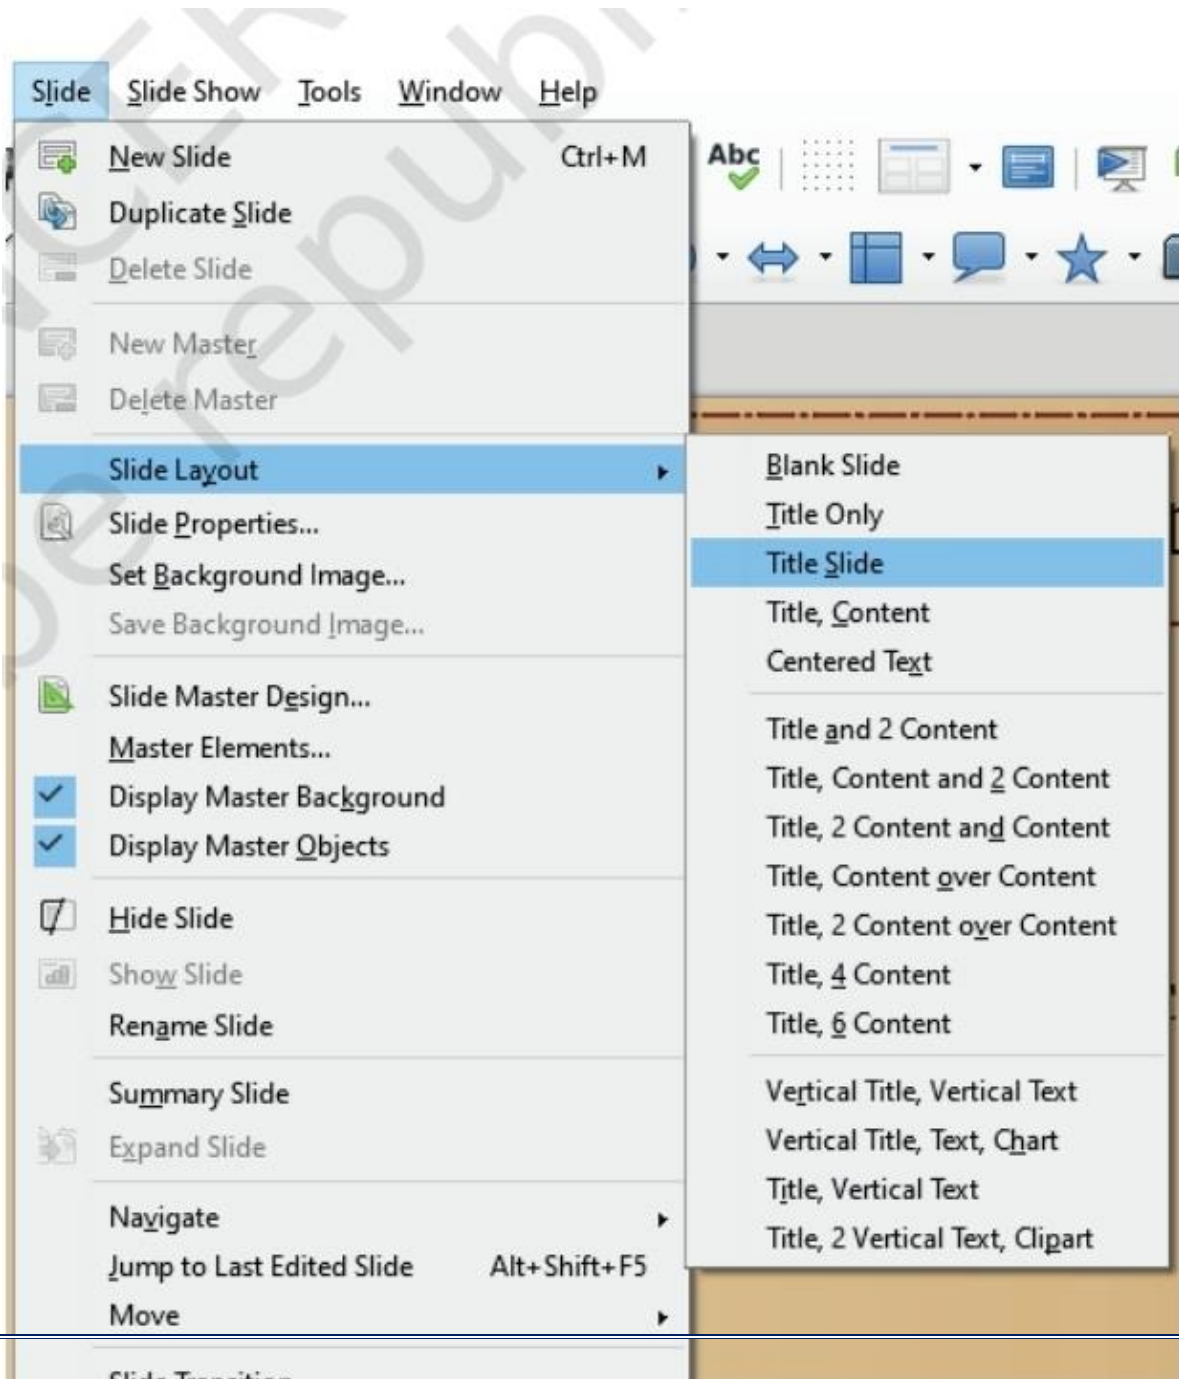 Slide Slide Show Tools Window Help
New Slide Ctrl+M
Duplicate Slide
Delete Slide
New Master
Delete Master
Slide Layout
Slide Properties...
Set Background Image...
Save Background Image...
Slide Master Design...
Master Elements...
Display Master Background
Display Master Objects
Hide Slide
Show Slide
Rename Slide
Summary Slide
Expand Slide
Navigate
Jump to Last Edited Slide Alt+Shift+F5
Move
Slide Transition
Abc
Blank Slide
Title Only
Title Slide
Title, Content
Centered Text
Title and 2 Content
Title, Content and 2 Content
Title, 2 Content and Content
Title, Content over Content
Title, 2 Content over Content
Title, 4 Content
Title, 6 Content
Vertical Title, Vertical Text
Vertical Title, Text, Chart
Title, Vertical Text
Title, 2 Vertical Text, Clipart